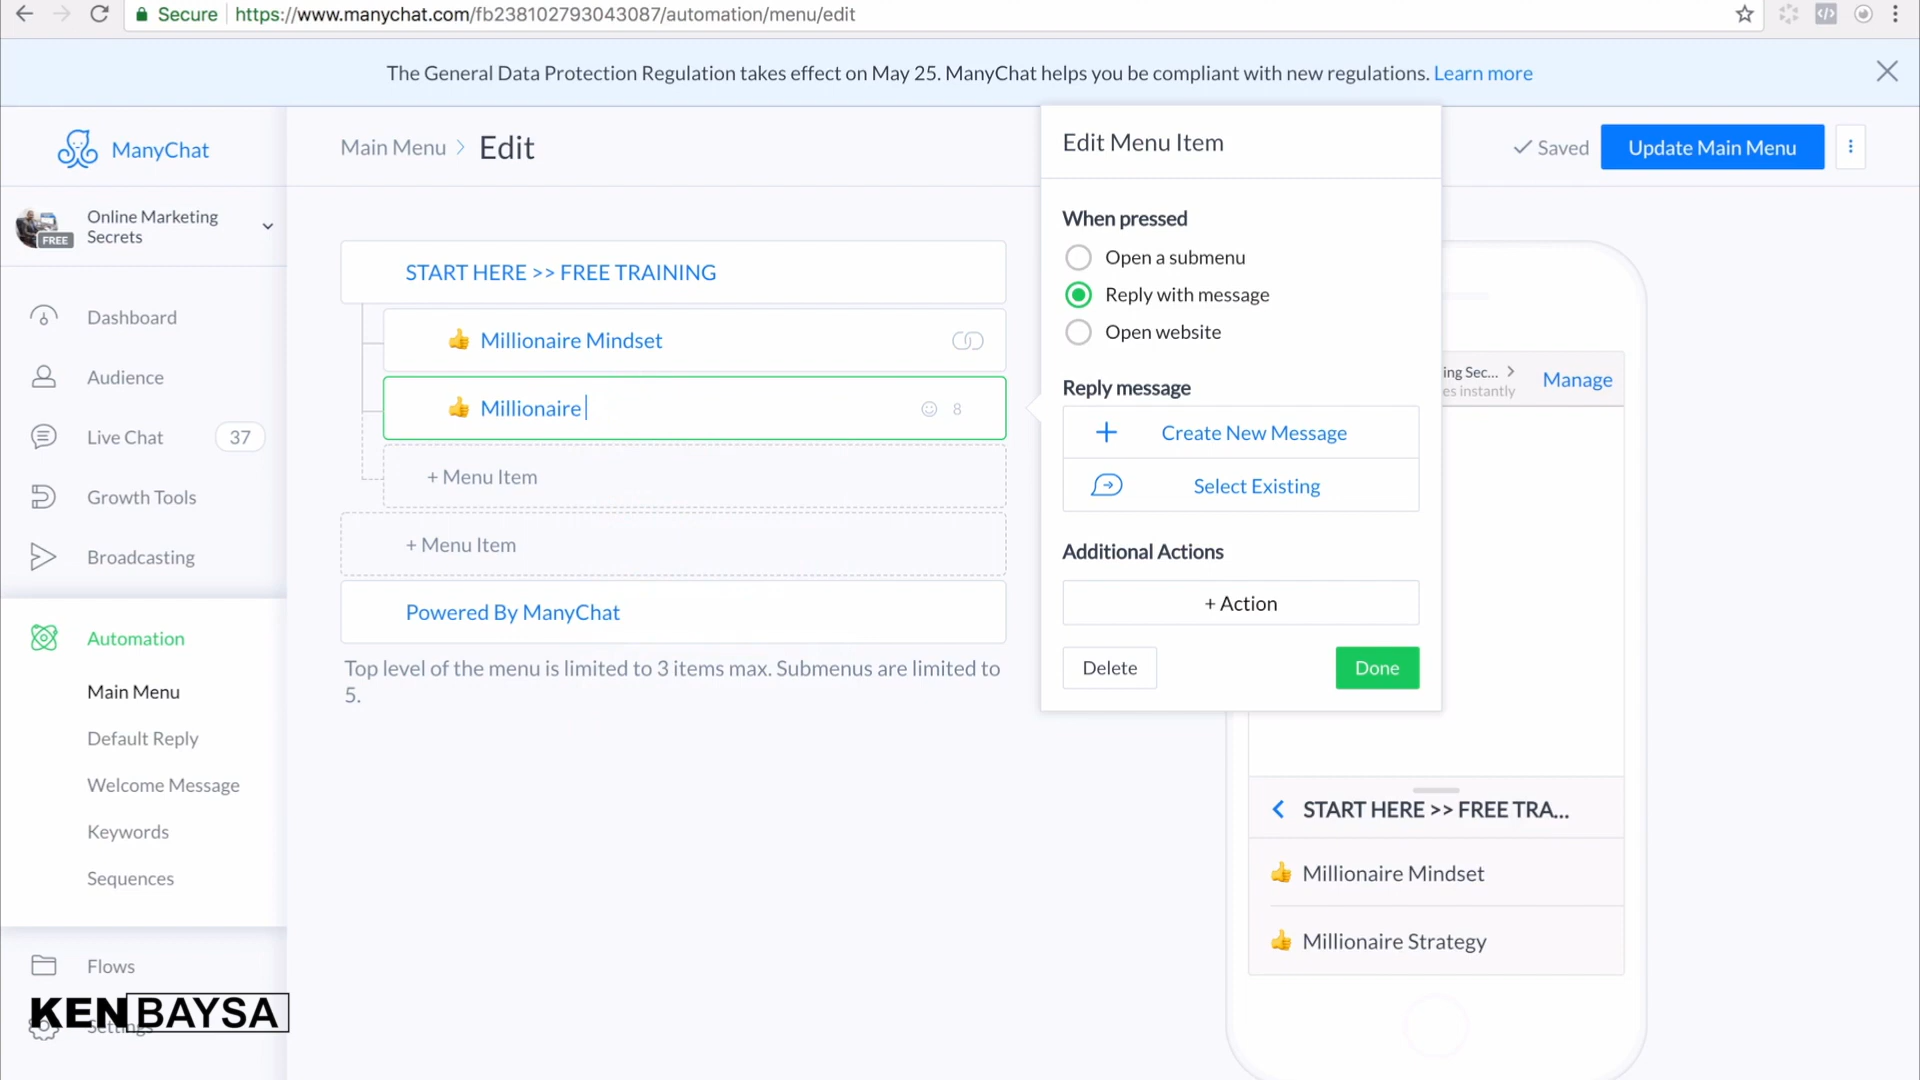 Secure
https://www.manychat.com/fb238102793043087/automation/menu/edit
The General Data Protection Regulation takes effect on May 25. ManyChat helps you be compliant with new regulations. Learn more
ManyChat
Main Menu
Edit
Edit Menu Item
Saved
Update Main Menu
FREE
Online Marketing
Secrets
Dashboard
Audience
Live Chat
37
Growth Tools
Broadcasting
Automation
Main Menu
Default Reply
Welcome Message
Keywords
Sequences
Flows
Settings
KENBAYSA
START HERE >> FREE TRAINING
👍 Millionaire Mindset
👍 Millionaire
8
+ Menu Item
+ Menu Item
Powered By ManyChat
Top level of the menu is limited to 3 items max. Submenus are limited to
5.
When pressed
Open a submenu
Reply with message
Open website
Reply message
Create New Message
Select Existing
Additional Actions
+ Action
Delete
Done
ing Sec...
es instantly
Manage
START HERE >> FREE TRA...
👍 Millionaire Mindset
👍 Millionaire Strategy